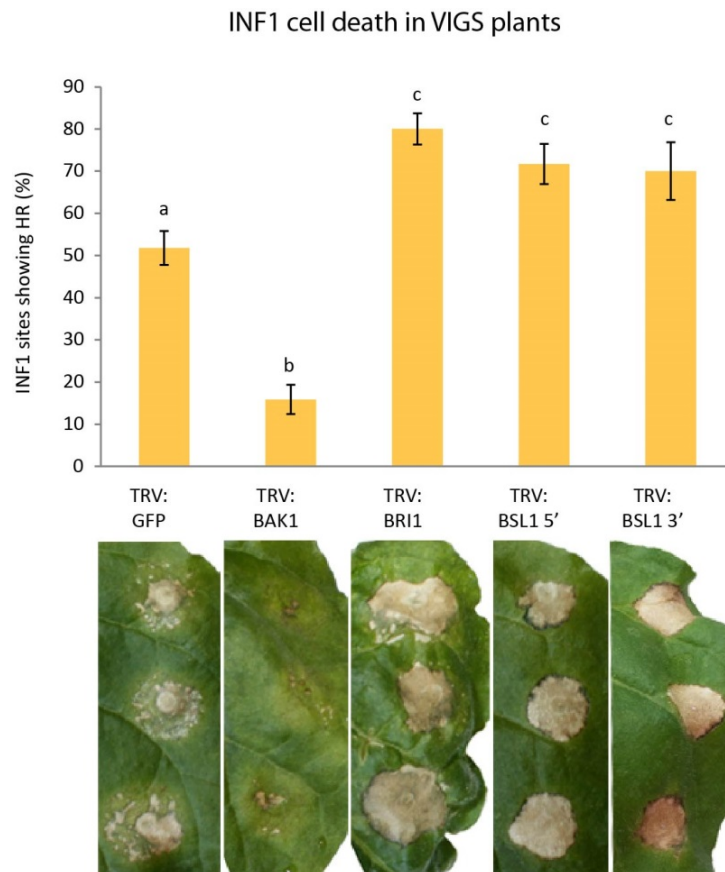 INF1 cell death in VIGS plants
INF1 sites showing HR (%)
90
80
70
60
50
40
30
20
10
0
a
b
c
c
c
TRV: TRV: TRV: TRV: TRV:
GFP BAK1 BRI1 BSL1 5’ BSL1 3’